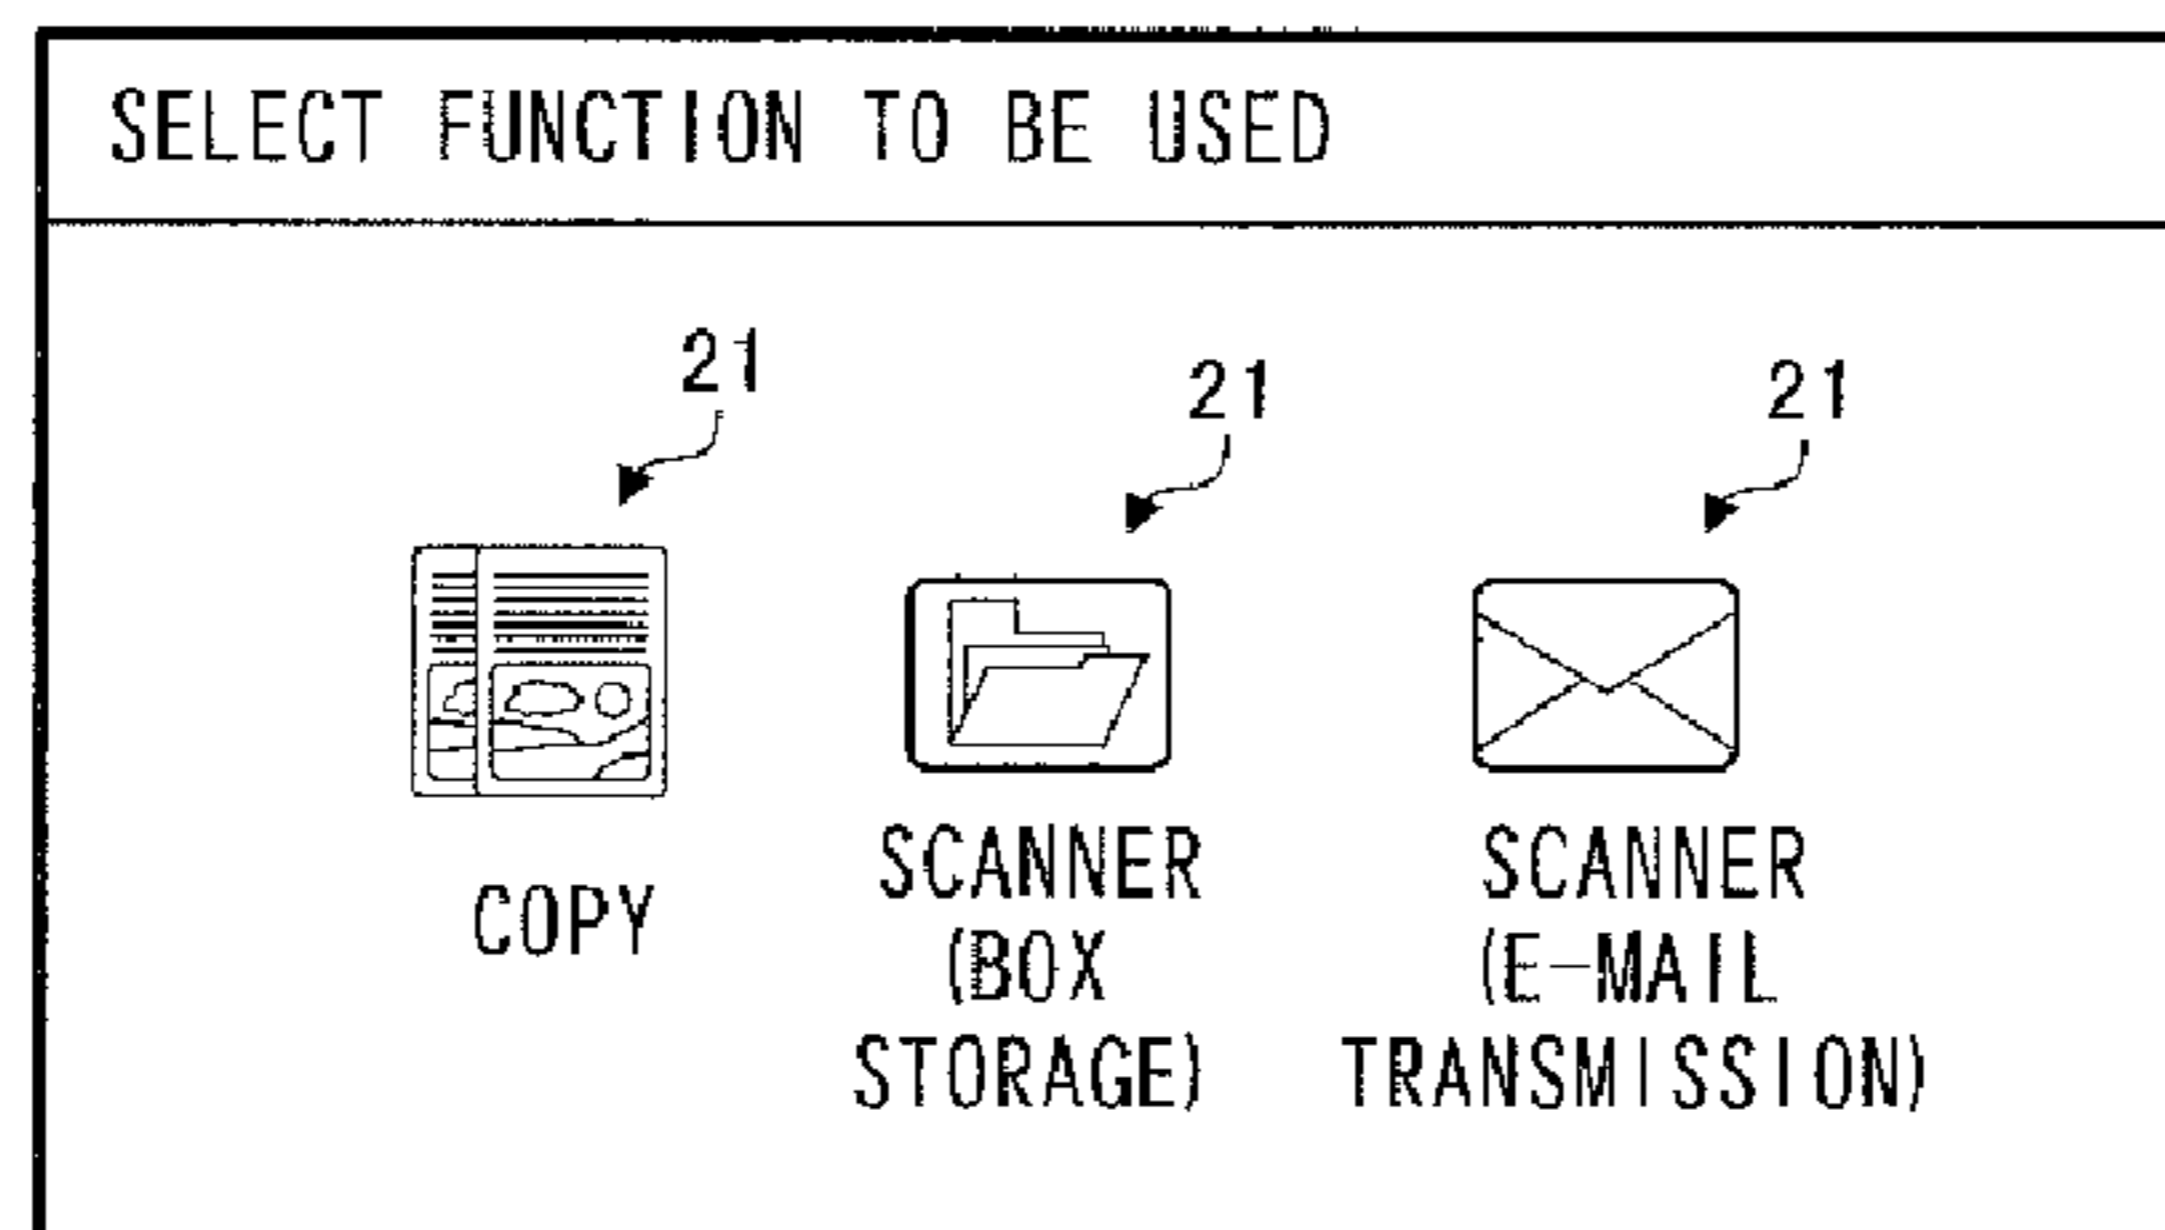 SELECT FUNCTION TO BE USED
21
21
21
COPY
SCANNER
(BOX
STORAGE)
SCANNER
(E-MAIL
TRANSMISSION)